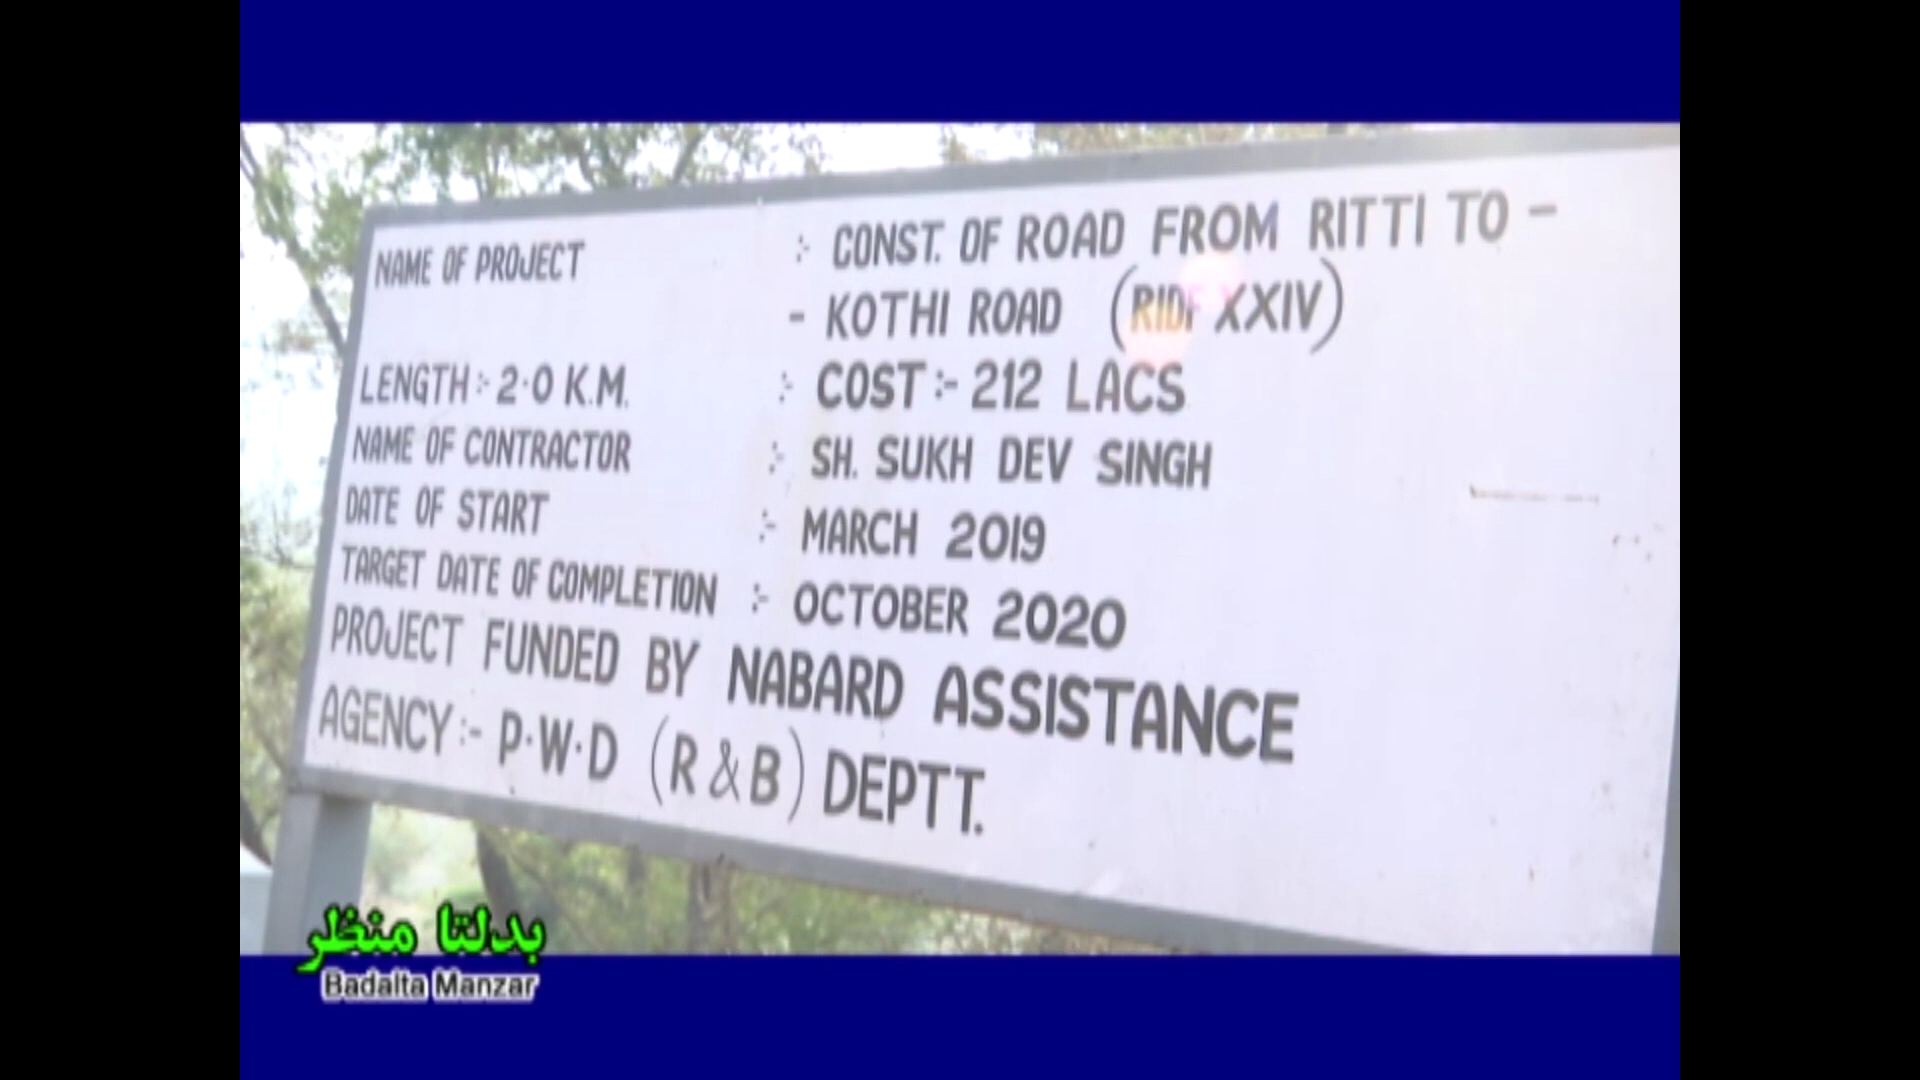 NAME OF PROJECT :- CONST. OF ROAD FROM RITTI TO -
- KOTHI ROAD (RIDF XXIV)
LENGTH :- 2.0 K.M. :- COST :- 212 LACS
NAME OF CONTRACTOR :- SH. SUKH DEV SINGH
DATE OF START :- MARCH 2019
TARGET DATE OF COMPLETION :- OCTOBER 2020
PROJECT FUNDED BY NABARD ASSISTANCE
AGENCY :- P.W.D (R & B) DEPTT.
بدلتا منظر
Badalta Manzar